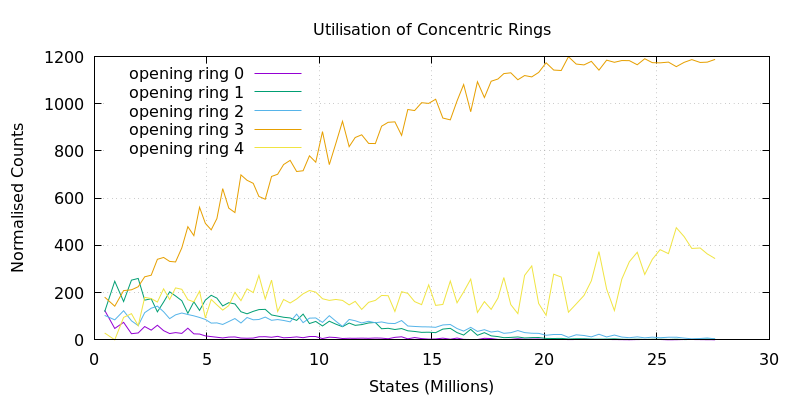 Utilisation of Concentric Rings
1200
1000
800
600
400
200
0
Normalised Counts
opening ring 0
opening ring 1
opening ring 2
opening ring 3
opening ring 4
0 5 10 15 20 25 30
States (Millions)